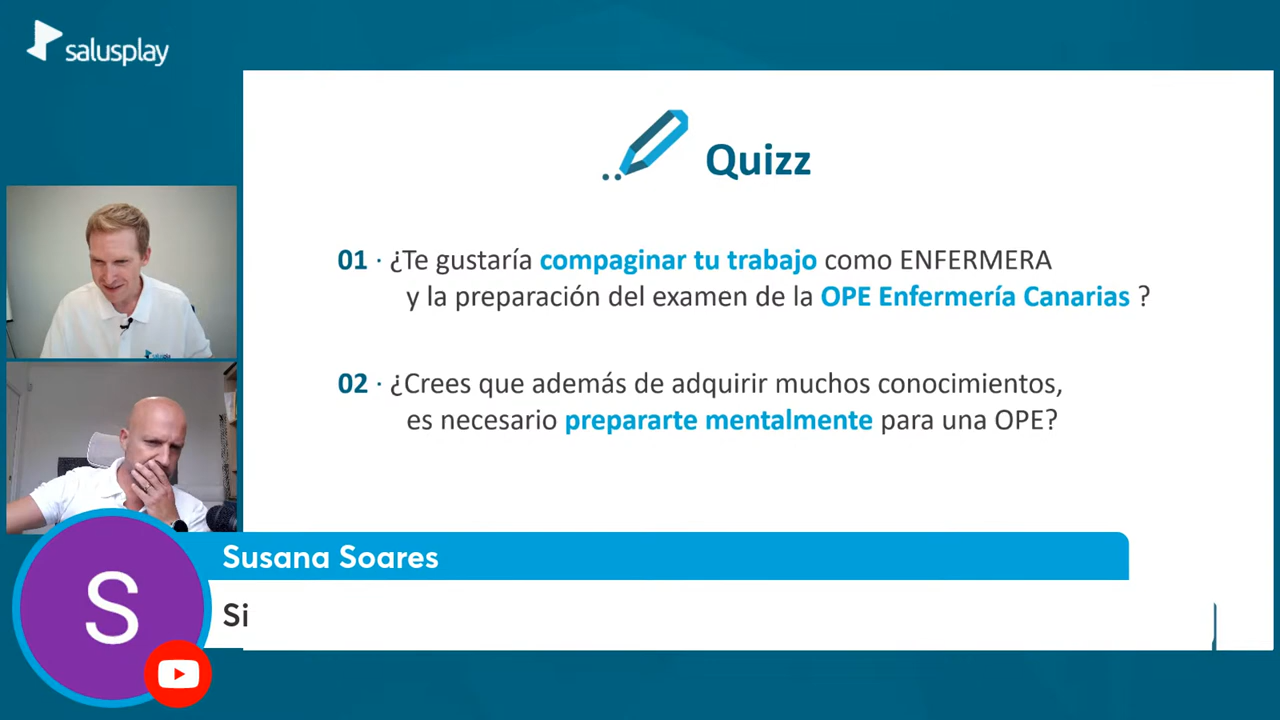 salusplay
Quizz
01 · ¿Te gustaría compaginar tu trabajo como ENFERMERA
y la preparación del examen de la OPE Enfermería Canarias ?
02 · ¿Crees que además de adquirir muchos conocimientos,
es necesario prepararte mentalmente para una OPE?
Susana Soares
S
Si